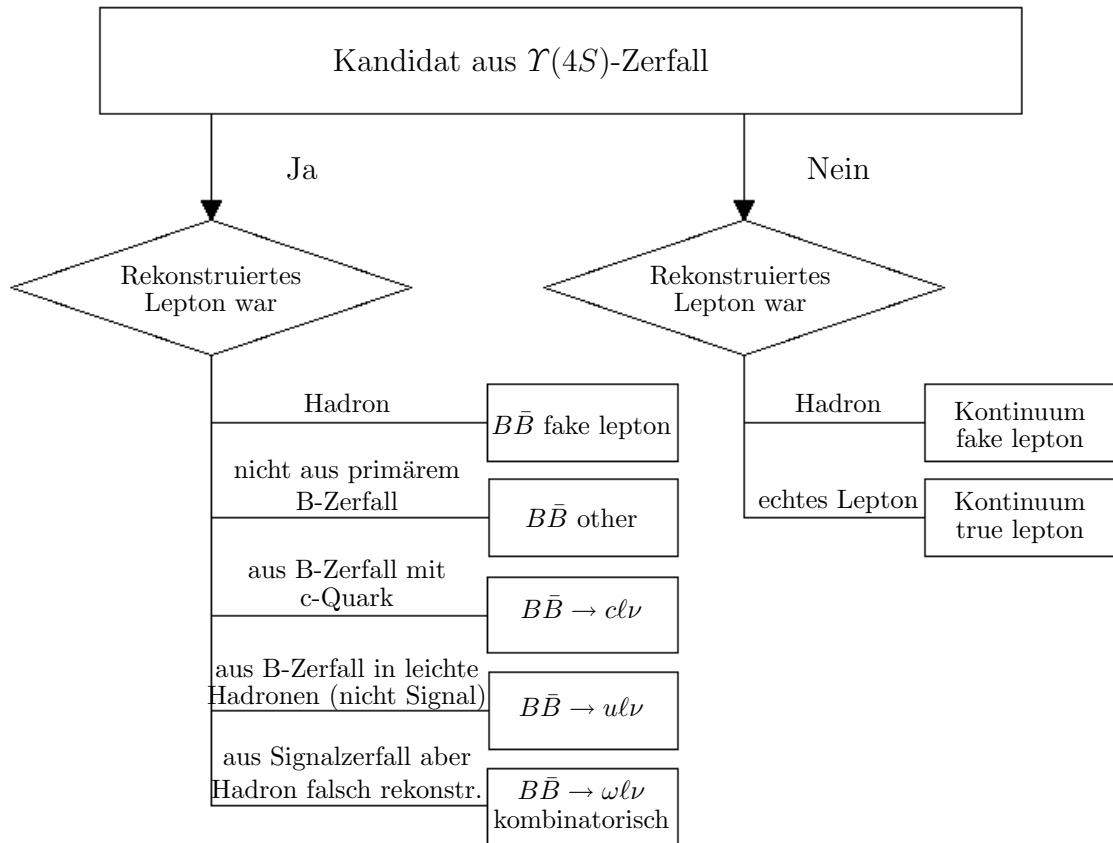 Kandidat aus ϒ(4S)-Zerfall
Ja
Nein
Rekonstruiertes
Lepton war
Rekonstruiertes
Lepton war
Hadron
BB̄ fake lepton
nicht aus primärem
B-Zerfall
BB̄ other
aus B-Zerfall mit
c-Quark
BB̄ → cℓν
aus B-Zerfall in leichte
Hadronen (nicht Signal)
BB̄ → uℓν
aus Signalzerfall aber
Hadron falsch rekonstr.
BB̄ → ωℓν
kombinatorisch
Hadron
Kontinuum
fake lepton
echtes Lepton
Kontinuum
true lepton